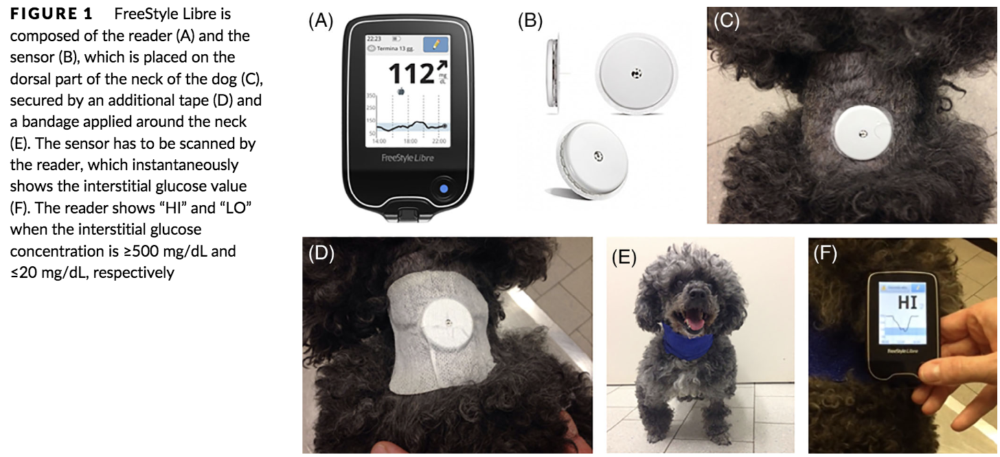 FIGURE 1 FreeStyle Libre is
composed of the reader (A) and the
sensor (B), which is placed on the
dorsal part of the neck of the dog (C),
secured by an additional tape (D) and
a bandage applied around the neck
(E). The sensor has to be scanned by
the reader, which instantaneously
shows the interstitial glucose value
(F). The reader shows “HI” and “LO”
when the interstitial glucose
concentration is ≥500 mg/dL and
≤20 mg/dL, respectively
(A)
22:23
Termina 13 gg.
112
mg
dL
350
250
150
50
14:00 18:00 22:00
FreeStyle Libre
(B)
(C)
(D)
(E)
(F)
HI
FreeStyle Libre